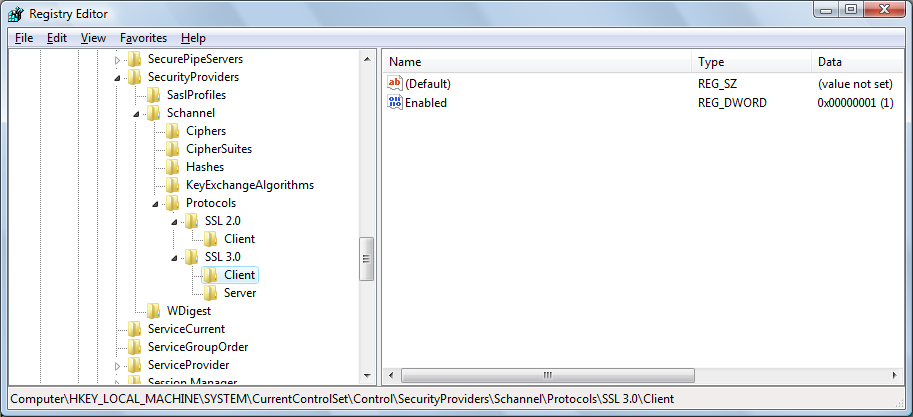 Registry Editor
File Edit View Favorites Help
SecurePipeServers
SecurityProviders
SaslProfiles
Schannel
Ciphers
CipherSuites
Hashes
KeyExchangeAlgorithms
Protocols
SSL 2.0
Client
SSL 3.0
Client
Server
WDigest
ServiceCurrent
ServiceGroupOrder
ServiceProvider
Session Manager
Name Type Data
ab (Default) REG_SZ (value not set)
Enabled REG_DWORD 0x00000001 (1)
Computer\HKEY_LOCAL_MACHINE\SYSTEM\CurrentControlSet\Control\SecurityProviders\Schannel\Protocols\SSL 3.0\Client